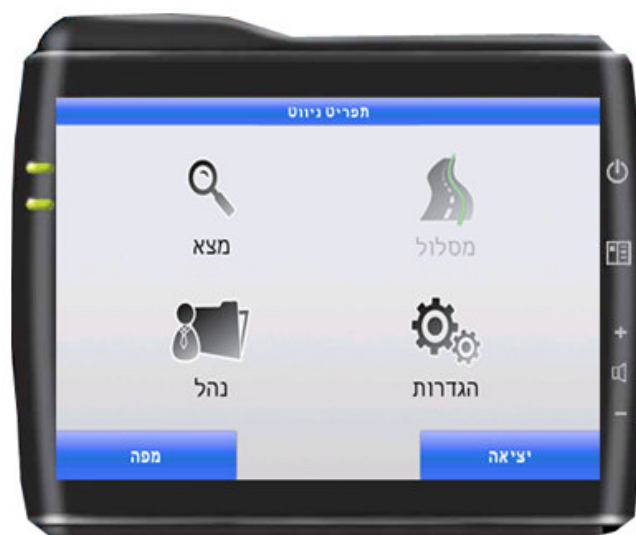 תפריט ניווט
מסלול
מצא
הגדרות
נהל
יציאה
מפה